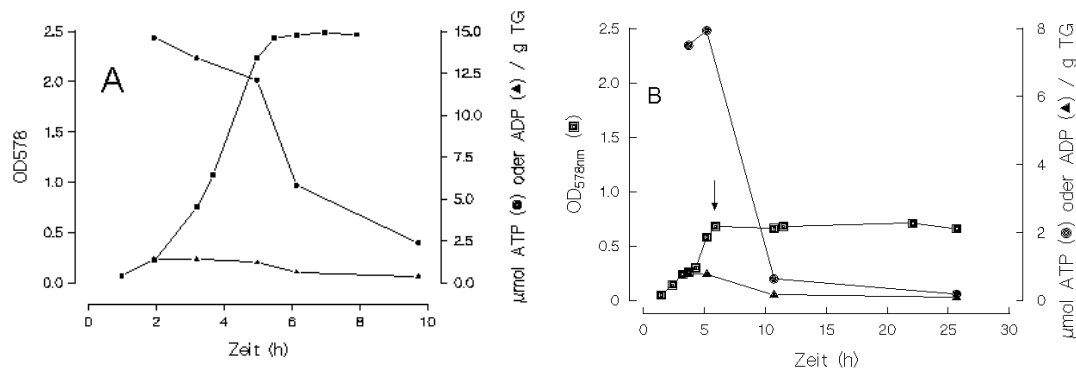 A
OD578
2.5
2.0
1.5
1.0
0.5
0.0
15.0
12.5
10.0
7.5
5.0
2.5
0.0
µmol ATP (●) oder ADP (▲) / g TG
0 2 4 6 8 10
Zeit (h)
B
OD578nm
2.5
2.0
1.5
1.0
0.5
0
8
6
4
2
0
µmol ATP (◉) oder ADP (▲) / g TG
0 5 10 15 20 25 30
Zeit (h)